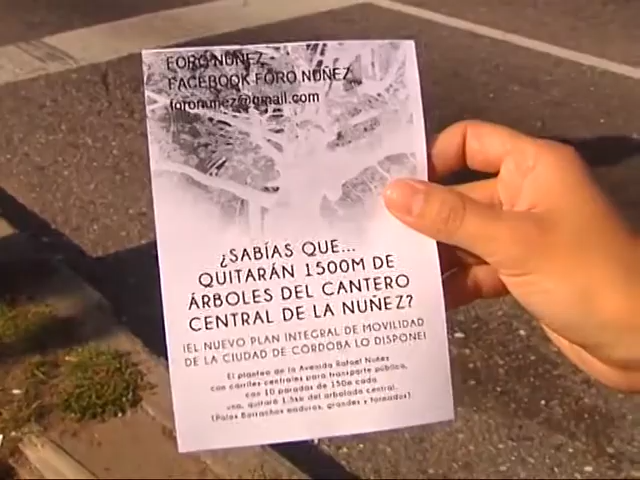 FORO NUÑEZ
FACEBOOK FORO NUÑEZ
foronuñez@gmail.com
¿SABÍAS QUE...
QUITARÁN 1500M DE
ÁRBOLES DEL CANTERO
CENTRAL DE LA NUÑEZ?
¡EL NUEVO PLAN INTEGRAL DE MOVILIDAD
DE LA CIUDAD DE CÓRDOBA LO DISPONE!
El planteo de la Avenida Rafael Nuñez
con carriles centrales para transporte público
con 10 paradas de 150m cada
una, quitará 1.5km del arbolado central.
(Palos Borrachos maduros, grandes y torneados)